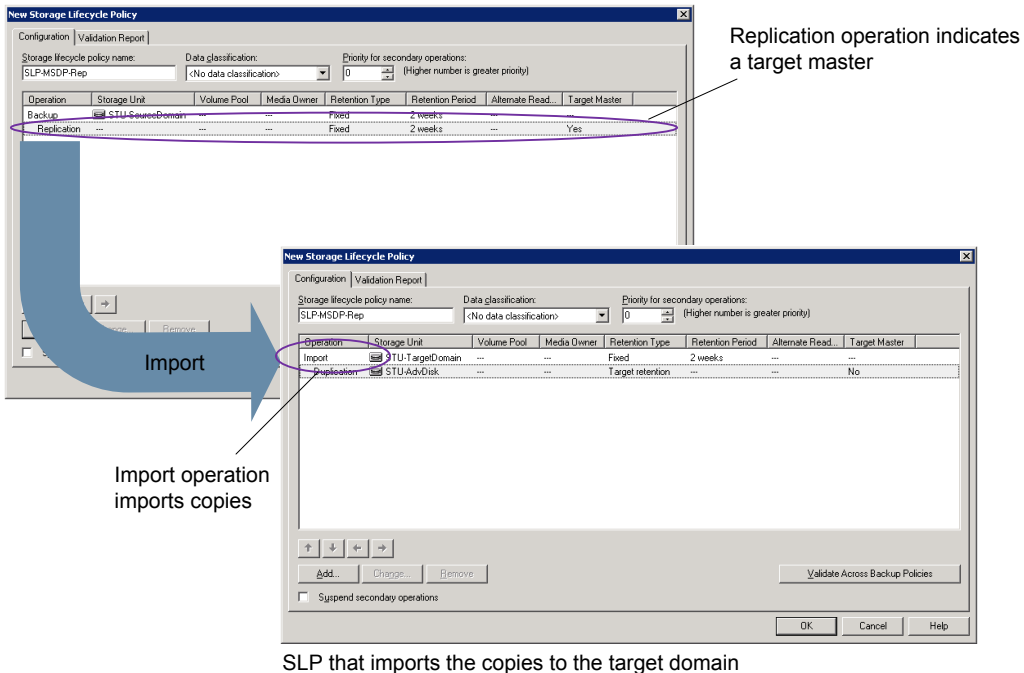 New Storage Lifecycle Policy
Configuration Validation Report
Storage lifecycle policy name: Data classification: Priority for secondary operations:
SLP-MSDP-Rep <No data classification> 0 (Higher number is greater priority)
Operation Storage Unit Volume Pool Media Owner Retention Type Retention Period Alternate Read... Target Master
Backup STU-SourceDomain --- --- Fixed 2 weeks --- ---
Replication --- --- --- Fixed 2 weeks --- Yes
Remove
Replication operation indicates
a target master
Import
Import operation
imports copies
New Storage Lifecycle Policy
Configuration Validation Report
Storage lifecycle policy name: Data classification: Priority for secondary operations:
SLP-MSDP-Rep <No data classification> 0 (Higher number is greater priority)
Operation Storage Unit Volume Pool Media Owner Retention Type Retention Period Alternate Read... Target Master
Import STU-TargetDomain --- --- Fixed 2 weeks --- ---
Duplication STU-AdvDisk --- --- Target retention --- --- No
Add... Change... Remove Validate Across Backup Policies
Suspend secondary operations
OK Cancel Help
SLP that imports the copies to the target domain